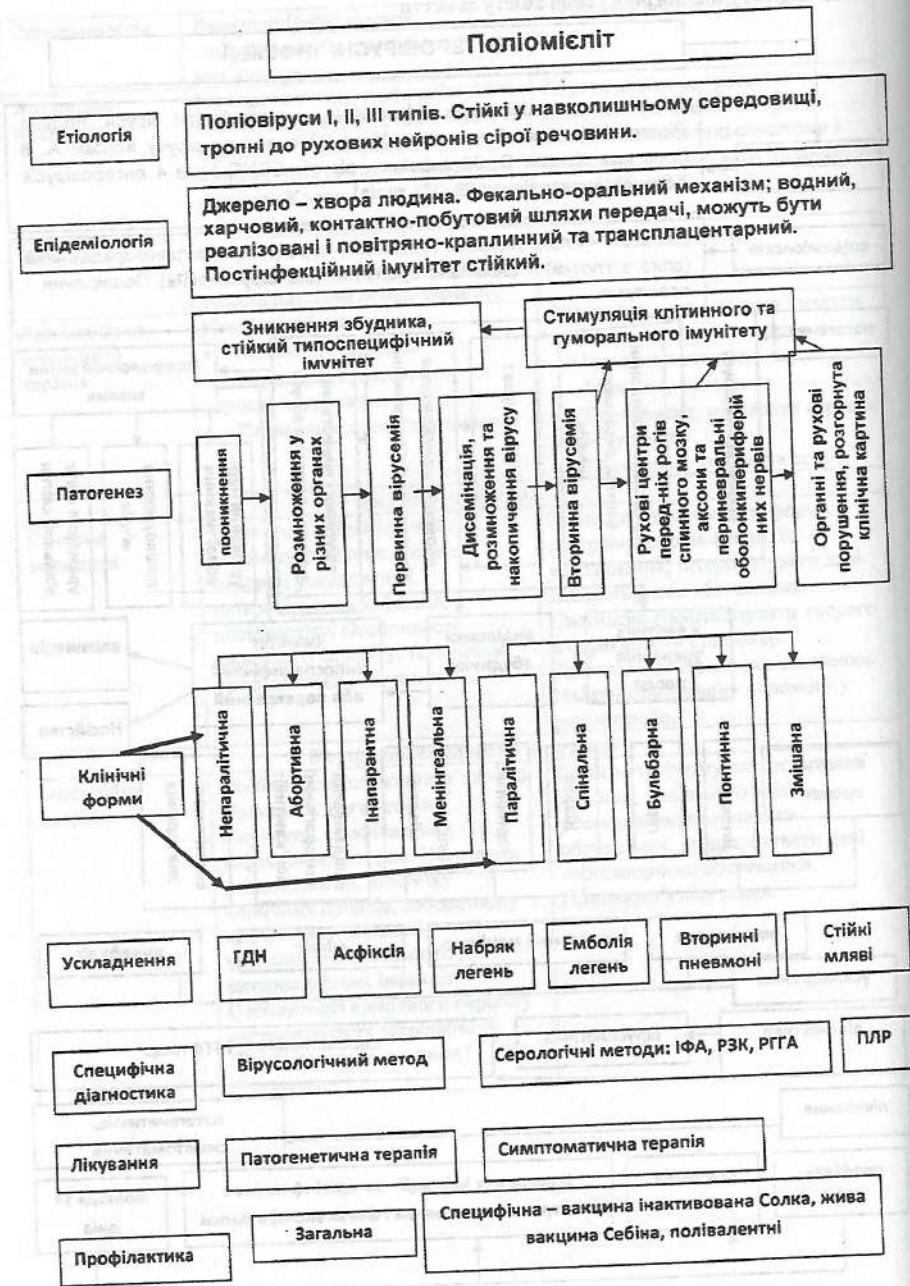 Поліомієліт
Етіологія
Поліовіруси I, II, III типів. Стійкі у навколишньому середовищі,
тропні до рухових нейронів сірої речовини.
Епідеміологія
Джерело – хвора людина. Фекально-оральний механізм; водний,
харчовий, контактно-побутовий шляхи передачі, можуть бути
реалізовані і повітряно-краплинний та трансплацентарний.
Постінфекційний імунітет стійкий.
Зникнення збудника,
стійкий типоспецифічний
імунітет
Стимуляція клітинного та
гуморального імунітету
Патогенез
проникнення
Розмноження у
різних органах
Первинна вірусемія
Дисемінація,
розмноження та
накопичення вірусу
Вторинна вірусемія
Рухові центри
перед-ніх рогів
спинного мозку,
аксони та
периневральні
оболонкипериферій
них нервів
Органні та рухові
порушення, розгорнута
клінічна картина
Клінічні
форми
Непаралітична
Абортивна
Інапарантна
Менінгеальна
Паралітична
Спінальна
Бульбарна
Понтинна
Змішана
Ускладнення
ГДН
Асфіксія
Набряк
легень
Емболія
легень
Вторинні
пневмоні
Стійкі
мляві
Специфічна
діагностика
Вірусологічний метод
Серологічні методи: ІФА, РЗК, РГГА
ПЛР
Лікування
Патогенетична терапія
Симптоматична терапія
Профілактика
Загальна
Специфічна – вакцина інактивована Солка, жива
вакцина Себіна, полівалентні